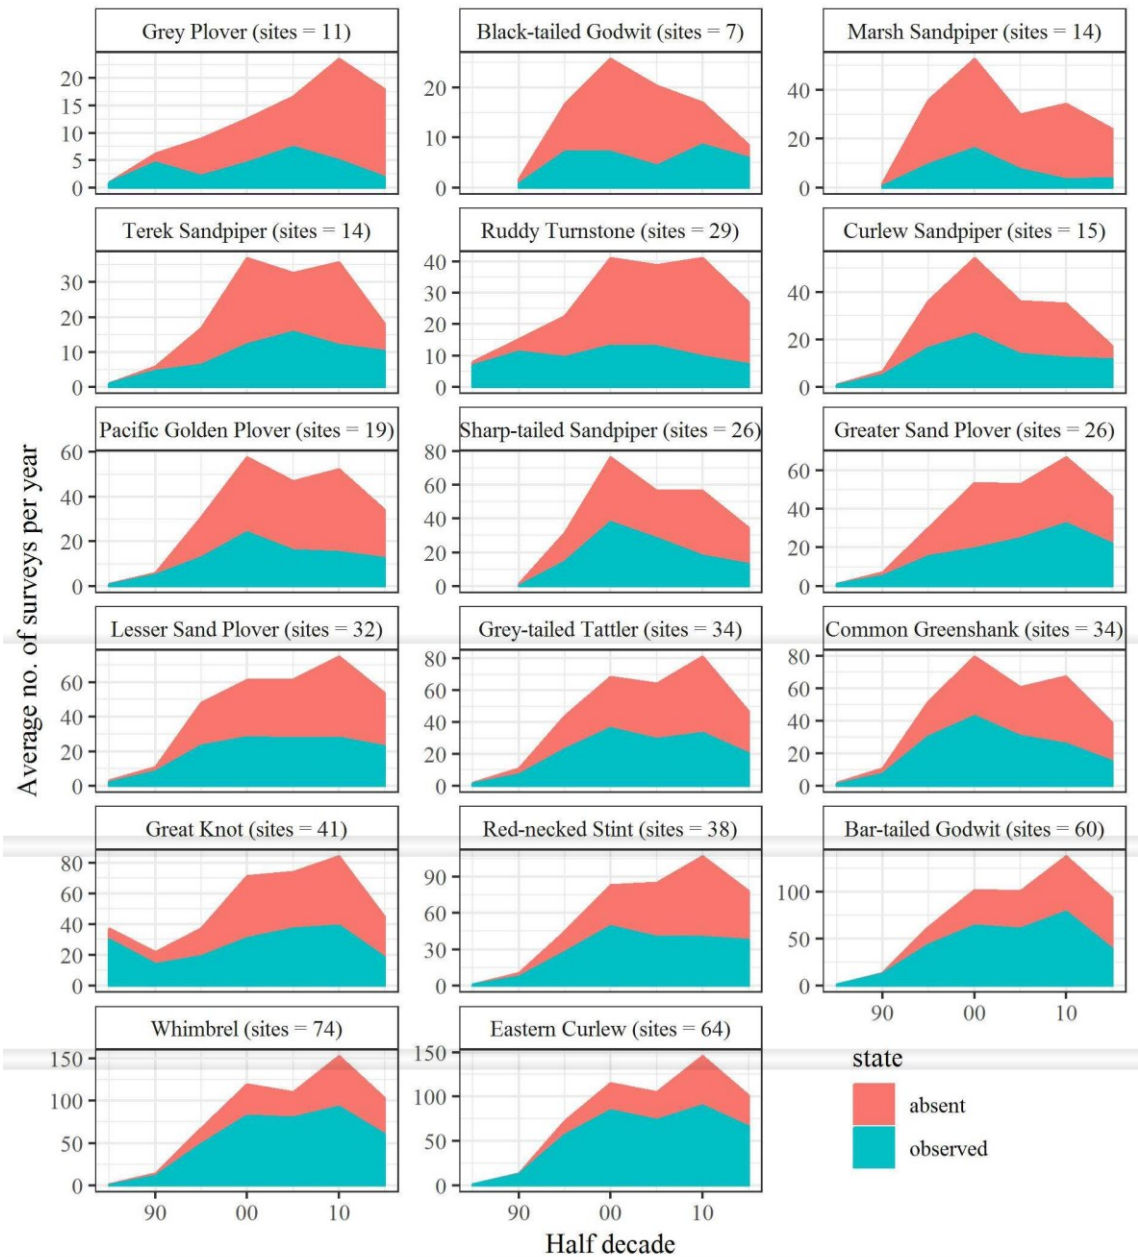 Grey Plover (sites = 11)
Black-tailed Godwit (sites = 7)
Marsh Sandpiper (sites = 14)
20
15
10
5
0
20
10
0
40
20
0
Terek Sandpiper (sites = 14)
Ruddy Turnstone (sites = 29)
Curlew Sandpiper (sites = 15)
30
20
10
0
40
30
20
10
0
40
20
0
Pacific Golden Plover (sites = 19)
Sharp-tailed Sandpiper (sites = 26)
Greater Sand Plover (sites = 26)
60
40
20
0
80
60
40
20
0
60
40
20
0
Average no. of surveys per year
Lesser Sand Plover (sites = 32)
Grey-tailed Tattler (sites = 34)
Common Greenshank (sites = 34)
60
40
20
0
80
60
40
20
0
80
60
40
20
0
Great Knot (sites = 41)
Red-necked Stint (sites = 38)
Bar-tailed Godwit (sites = 60)
80
60
40
20
0
90
60
30
0
100
50
0
90 00 10
Whimbrel (sites = 74)
Eastern Curlew (sites = 64)
150
100
50
0
150
100
50
0
90 00 10
90 00 10
Half decade
state
absent
observed